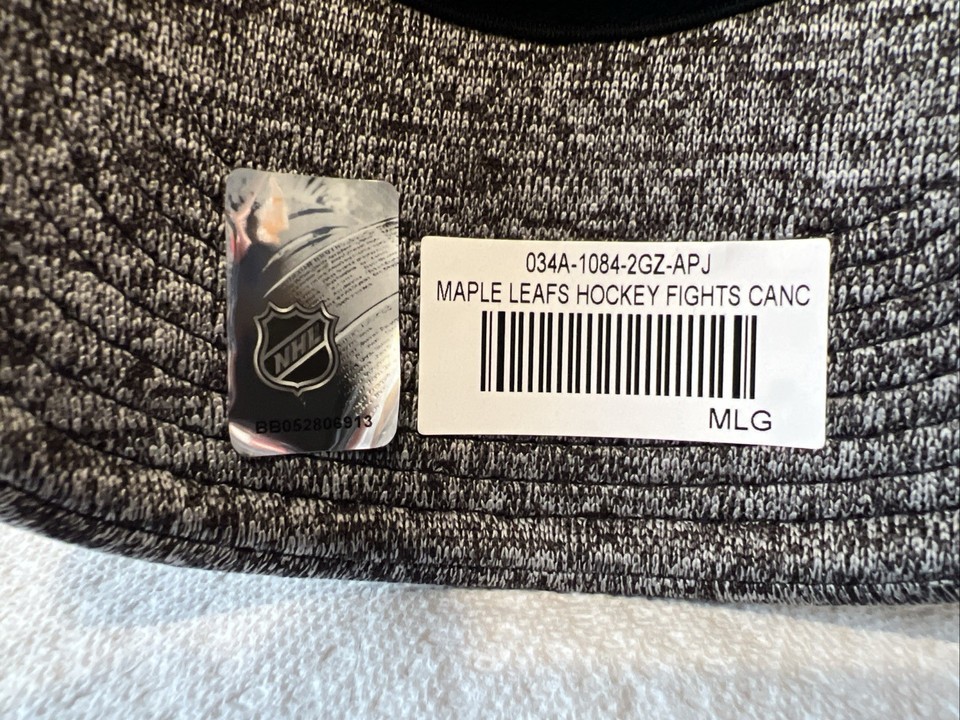 NHL
BB052806913
034A-1084-2GZ-APJ
MAPLE LEAFS HOCKEY FIGHTS CANC
MLG